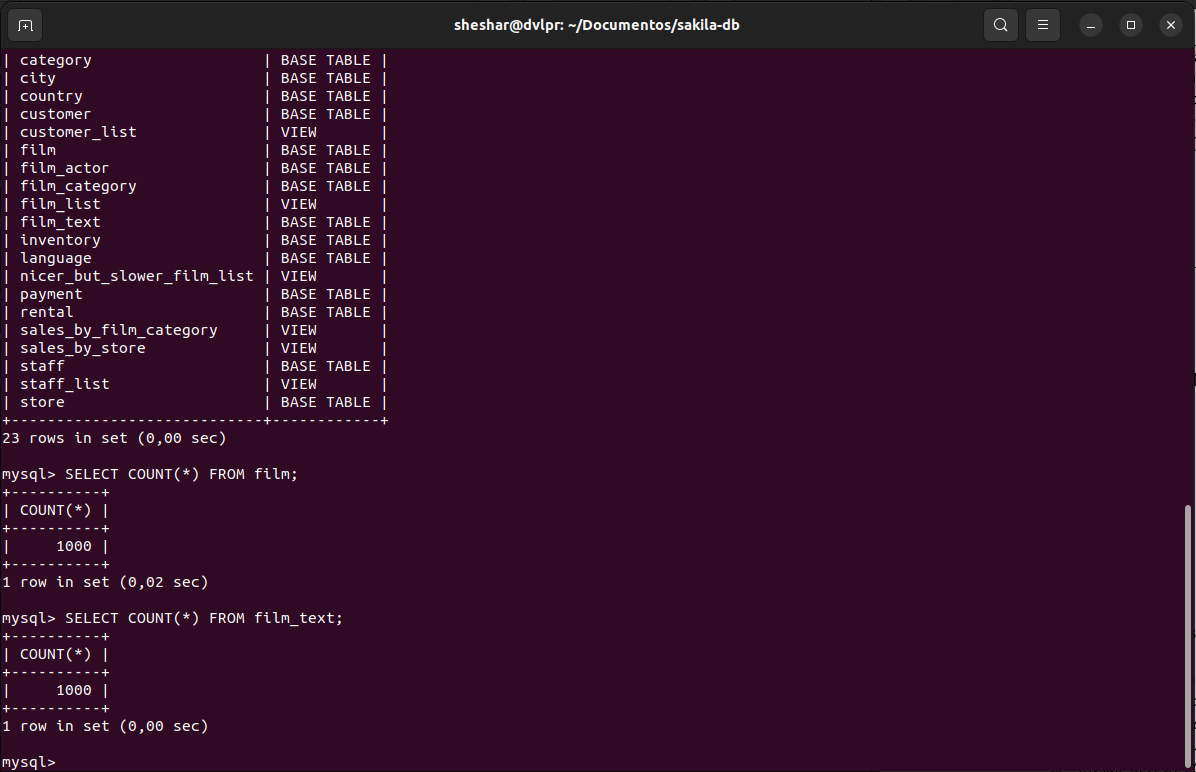 sheshar@dvlpr: ~/Documentos/sakila-db
| category                   | BASE TABLE |
| city                       | BASE TABLE |
| country                    | BASE TABLE |
| customer                   | BASE TABLE |
| customer_list              | VIEW       |
| film                       | BASE TABLE |
| film_actor                 | BASE TABLE |
| film_category              | BASE TABLE |
| film_list                  | VIEW       |
| film_text                  | BASE TABLE |
| inventory                  | BASE TABLE |
| language                   | BASE TABLE |
| nicer_but_slower_film_list | VIEW       |
| payment                    | BASE TABLE |
| rental                     | BASE TABLE |
| sales_by_film_category     | VIEW       |
| sales_by_store             | VIEW       |
| staff                      | BASE TABLE |
| staff_list                 | VIEW       |
| store                      | BASE TABLE |
+----------------------------+------------+
23 rows in set (0,00 sec)
mysql> SELECT COUNT(*) FROM film;
+----------+
| COUNT(*) |
+----------+
|     1000 |
+----------+
1 row in set (0,02 sec)
mysql> SELECT COUNT(*) FROM film_text;
+----------+
| COUNT(*) |
+----------+
|     1000 |
+----------+
1 row in set (0,00 sec)
mysql>